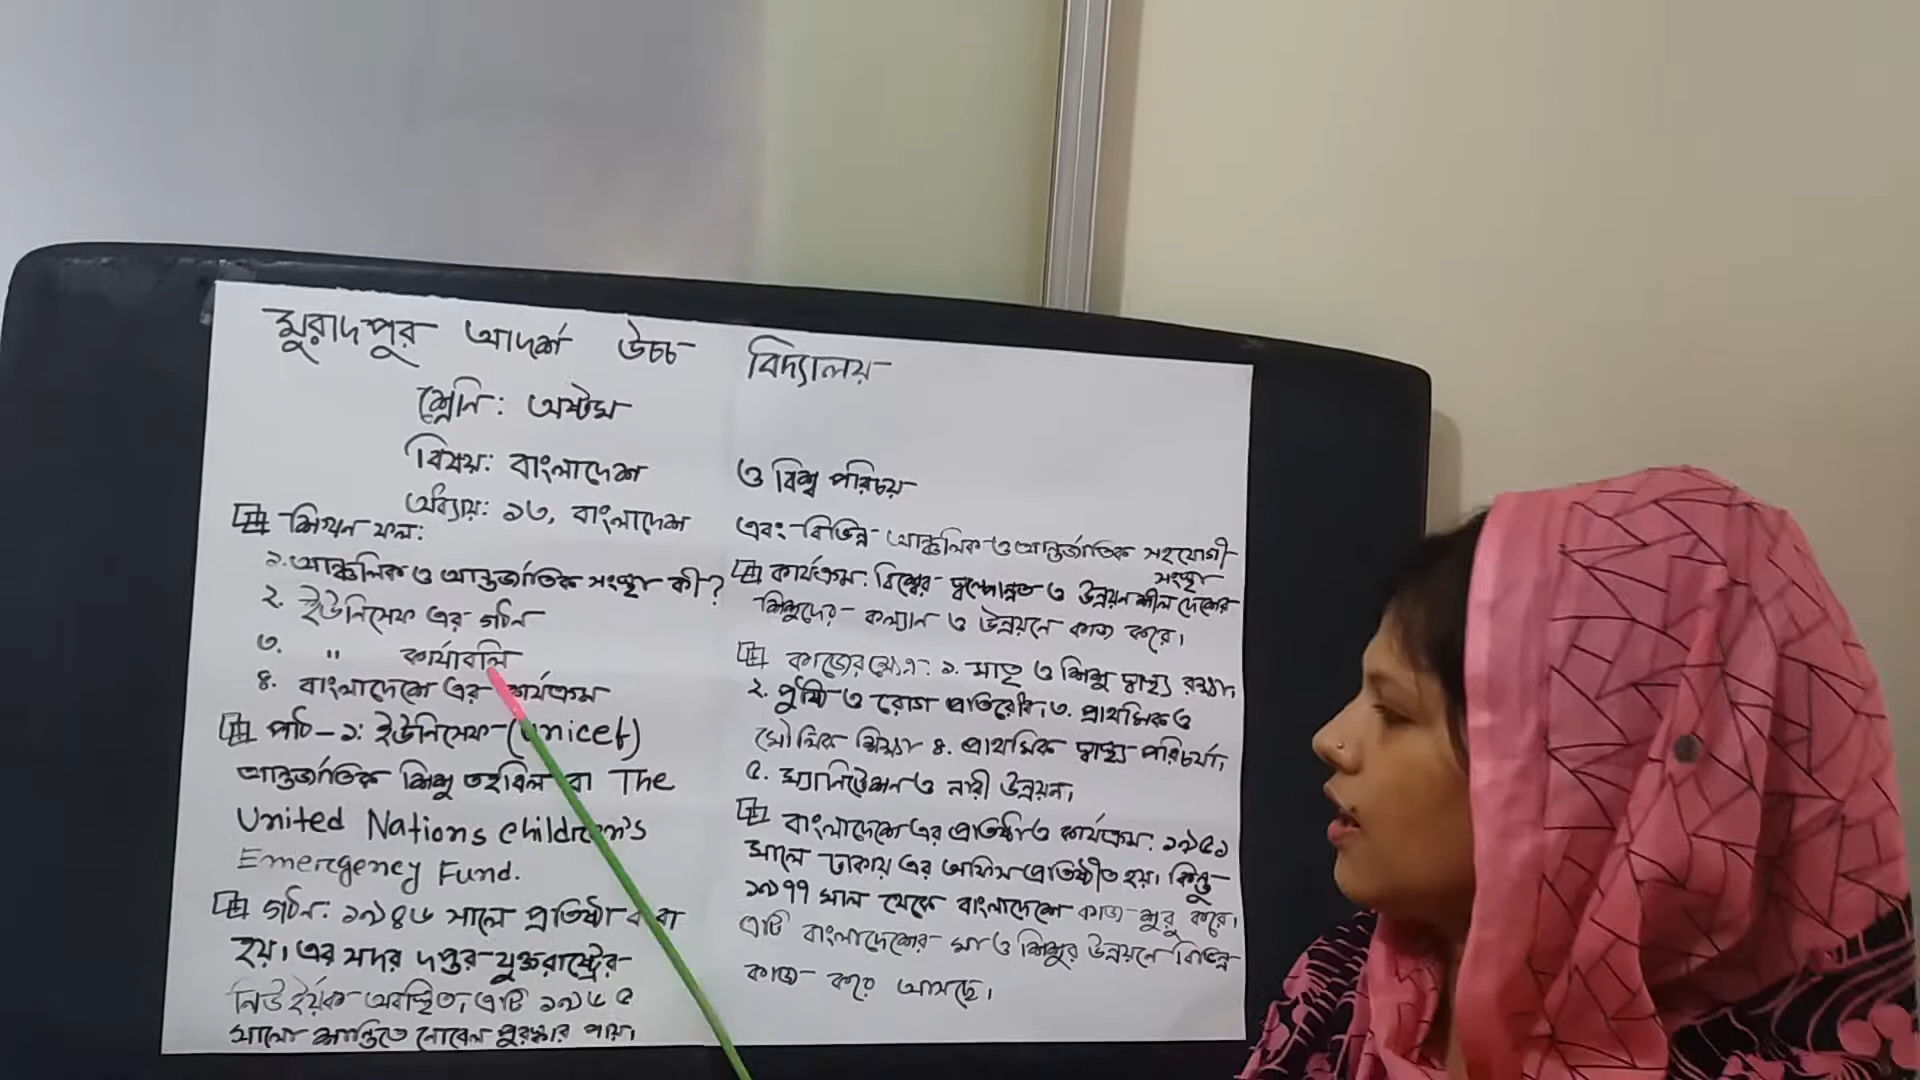 মুরাদপুর আদর্শ উচ্চ বিদ্যালয়
শ্রেনি: অষ্টম
বিষয়: বাংলাদেশ ও বিশ্ব পরিচয়
অধ্যায়: ১৩, বাংলাদেশ এবং বিভিন্ন আঞ্চলিক ও আন্তর্জাতিক সহযোগী সংস্থা
শিখন ফল:
১. আঞ্চলিক ও আন্তর্জাতিক সংস্থা কী?
২. ইউনিসেফ এর গঠন
৩. " কার্যাবলি
৪. বাংলাদেশে এর কার্যক্রম
পাঠ-১: ইউনিসেফ (Unicef)
আন্তর্জাতিক শিশু তহবিল বা The
United Nations Children's
Emergency Fund.
গঠন: ১৯৪৬ সালে প্রতিষ্ঠা করা
হয়। এর সদর দপ্তর যুক্তরাষ্ট্রের
নিউইর্য়ক অবস্থিত, এটি ১৯৬৫
সালে শান্তিতে নোবেল পুরস্কার পায়।
কার্যক্রম: বিশ্বের স্বল্পোন্নত ও উন্নয়নশীল দেশের
শিশুদের কল্যান ও উন্নয়নে কাজ করে।
কাজের ক্ষেত্র: ১. মাতৃ ও শিশু স্বাস্থ্য রক্ষা,
২. পুষ্টি ও রোগ প্রতিরোধ, ৩. প্রাথমিক ও
মৌখিক শিক্ষা ৪. প্রাথমিক স্বাস্থ্য পরিচর্যা,
৫. স্যানিটেশন ও নারী উন্নয়ন।
বাংলাদেশে এর প্রতিষ্ঠা ও কার্যক্রম: ১৯৫১
সালে ঢাকায় এর অফিস প্রতিষ্ঠীত হয়। কিন্তু
১৯৭৭ সাল থেকে বাংলাদেশে কাজ শুরু করে।
এটি বাংলাদেশের মা ও শিশুর উন্নয়নে বিভিন্ন
কাজ করে আসছে।